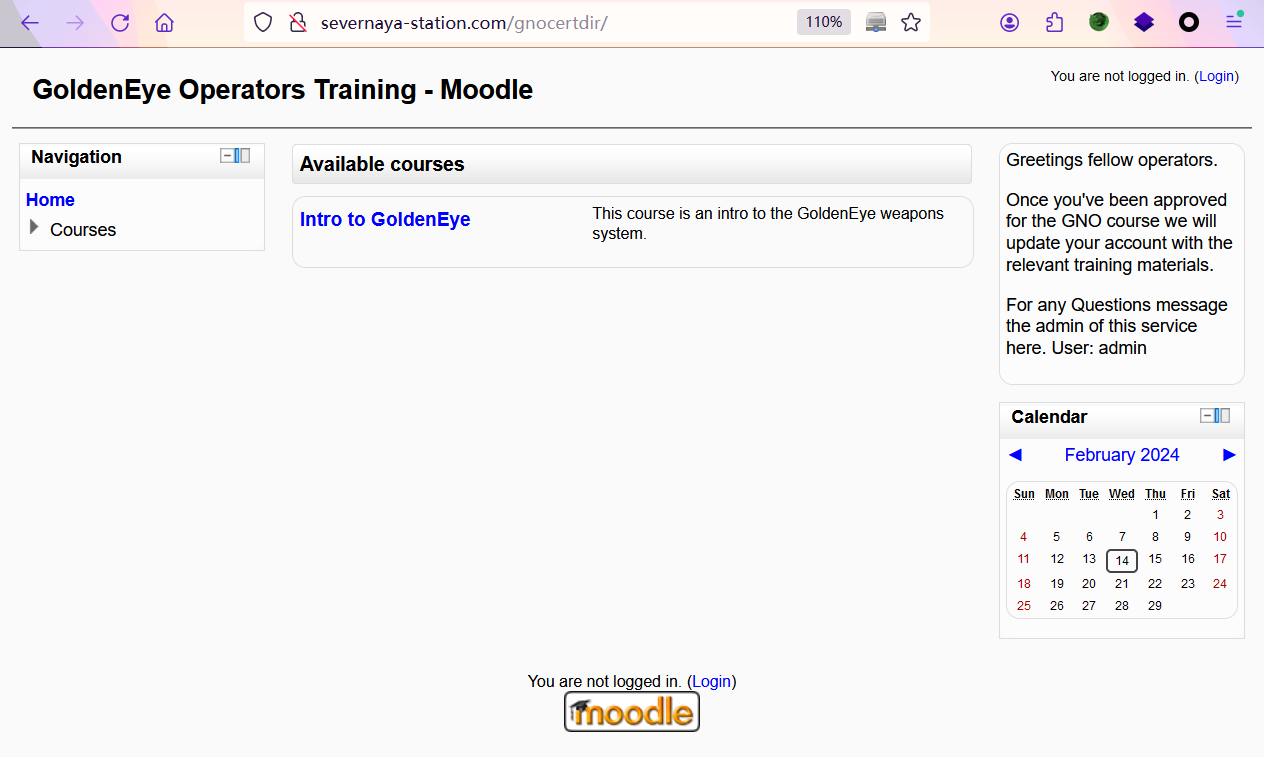 severnaya-station.com/gnocertdir/
110%
GoldenEye Operators Training - Moodle
You are not logged in. (Login)
Navigation
Home
Courses
Available courses
Intro to GoldenEye
This course is an intro to the GoldenEye weapons
system.
Greetings fellow operators.
Once you've been approved
for the GNO course we will
update your account with the
relevant training materials.
For any Questions message
the admin of this service
here. User: admin
Calendar
◀ February 2024 ▶
Sun Mon Tue Wed Thu Fri Sat
1 2 3
4 5 6 7 8 9 10
11 12 13 14 15 16 17
18 19 20 21 22 23 24
25 26 27 28 29
You are not logged in. (Login)
moodle